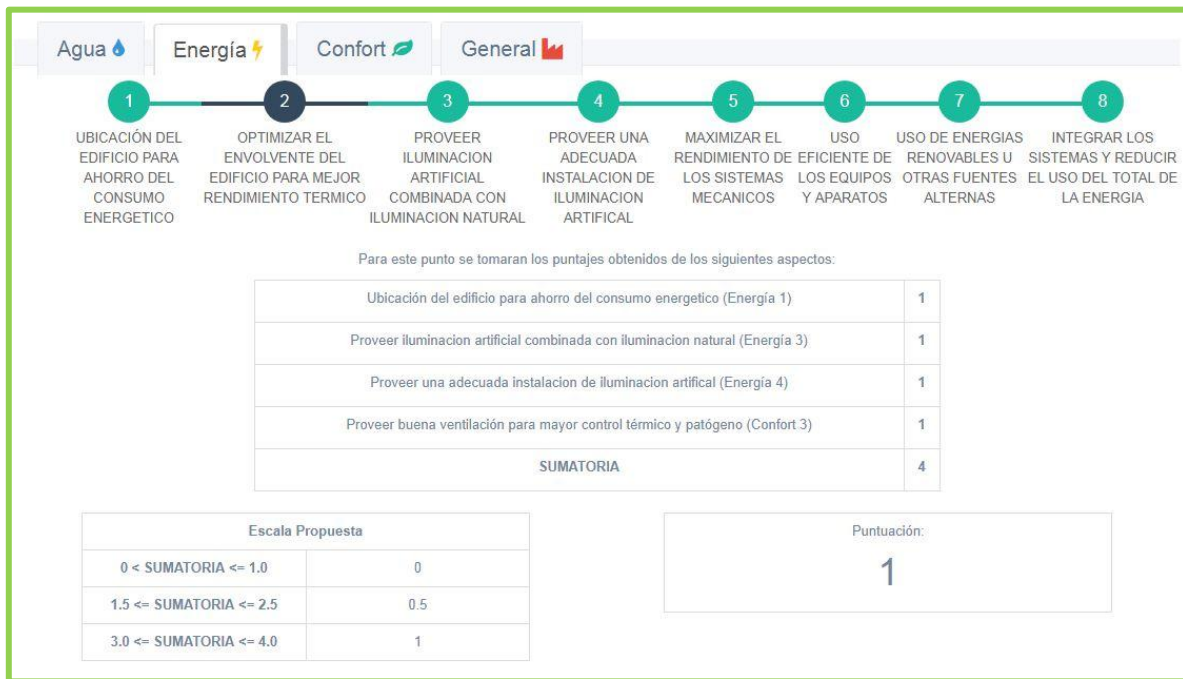 Agua
Energía
Confort
General
1
2
3
4
5
6
7
8
UBICACIÓN DEL
EDIFICIO PARA
AHORRO DEL
CONSUMO
ENERGETICO
OPTIMIZAR EL
ENVOLVENTE DEL
EDIFICIO PARA MEJOR
RENDIMIENTO TERMICO
PROVEER
ILUMINACION
ARTIFICIAL
COMBINADA CON
ILUMINACION NATURAL
PROVEER UNA
ADECUADA
INSTALACION DE
ILUMINACION
ARTIFICAL
MAXIMIZAR EL
RENDIMIENTO DE
LOS SISTEMAS
MECANICOS
USO
EFICIENTE DE
LOS EQUIPOS
Y APARATOS
USO DE ENERGIAS
RENOVABLES U
OTRAS FUENTES
ALTERNAS
INTEGRAR LOS
SISTEMAS Y REDUCIR
EL USO DEL TOTAL DE
LA ENERGIA
Para este punto se tomaran los puntajes obtenidos de los siguientes aspectos:
Ubicación del edificio para ahorro del consumo energetico (Energía 1) 1
Proveer iluminacion artificial combinada con iluminacion natural (Energía 3) 1
Proveer una adecuada instalacion de iluminacion artifical (Energía 4) 1
Proveer buena ventilación para mayor control térmico y patógeno (Confort 3) 1
SUMATORIA 4
Escala Propuesta
0 < SUMATORIA <= 1.0 0
1.5 <= SUMATORIA <= 2.5 0.5
3.0 <= SUMATORIA <= 4.0 1
Puntuación:
1